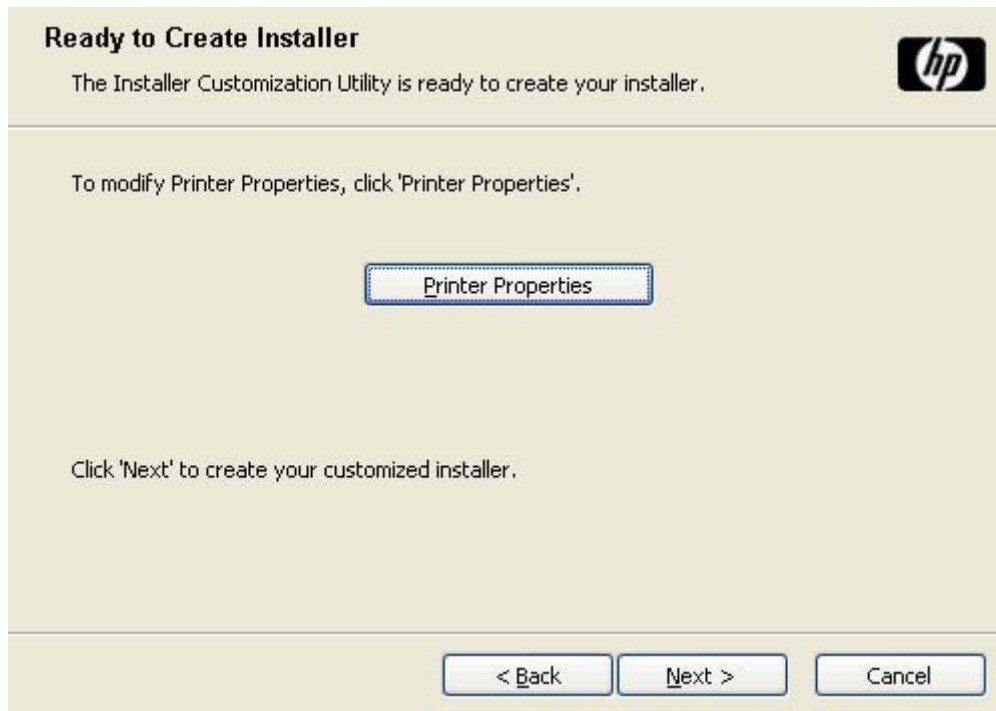 Ready to Create Installer
The Installer Customization Utility is ready to create your installer.
hp
To modify Printer Properties, click 'Printer Properties'.
Printer Properties
Click 'Next' to create your customized installer.
< Back
Next >
Cancel